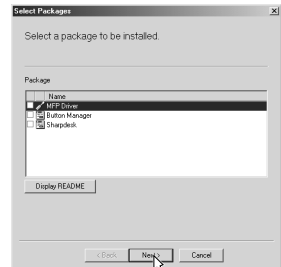 Select Packages
Select a package to be installed.
Package
Name
MFP Driver
Button Manager
Sharpdesk
Display README
< Back
Next >
Cancel